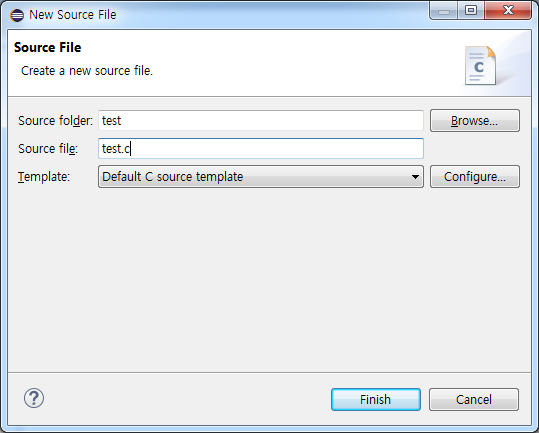 New Source File
Source File
Create a new source file.
C
Source folder: test Browse...
Source file: test.c
Template: Default C source template Configure...
? Finish Cancel